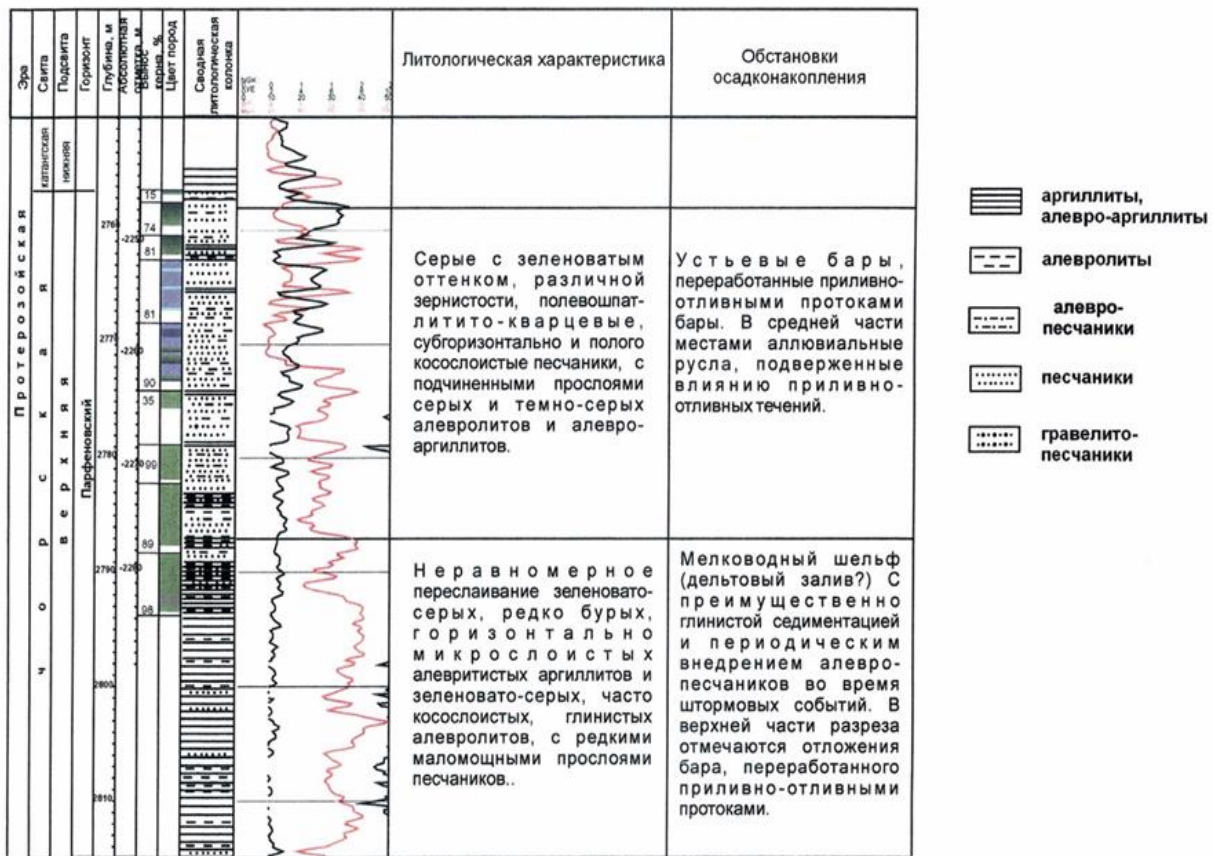 Эра
Свита
Подсвита
Горизонт
Глубина, м
Абсолютная
отметка, м
Вынос
керна, %
Цвет пород
Сводная
литологическая
колонка
Литологическая характеристика
Обстановки
осадконакопления
Протерозойская
катангская
чорская
нижняя
верхняя
Парфеновский
2760
2770
2780
2790
2800
2810
15
74
81
81
90
35
99
89
98
Серые с зеленоватым
оттенком, различной
зернистости, полевошпат-
литито-кварцевые,
субгоризонтально и полого
косослоистые песчаники, с
подчиненными прослоями
серых и темно-серых
алевролитов и алевро-
аргиллитов.
Устьевые бары,
переработанные приливно-
отливными протоками
бары. В средней части
местами аллювиальные
русла, подверженные
влиянию приливно-
отливных течений.
Неравномерное
переслаивание зеленовато-
серых, редко бурых,
горизонтально
микрослоистых
алевритистых аргиллитов и
зеленовато-серых, часто
косослоистых, глинистых
алевролитов, с редкими
маломощными прослоями
песчаников..
Мелководный шельф
(дельтовый залив?) С
преимущественно
глинистой седиментацией
и периодическим
внедрением алевро-
песчаников во время
штормовых событий. В
верхней части разреза
отмечаются отложения
бара, переработанного
приливно-отливными
протоками.
аргиллиты,
алевро-аргиллиты
алевролиты
алевро-
песчаники
песчаники
гравелито-
песчаники